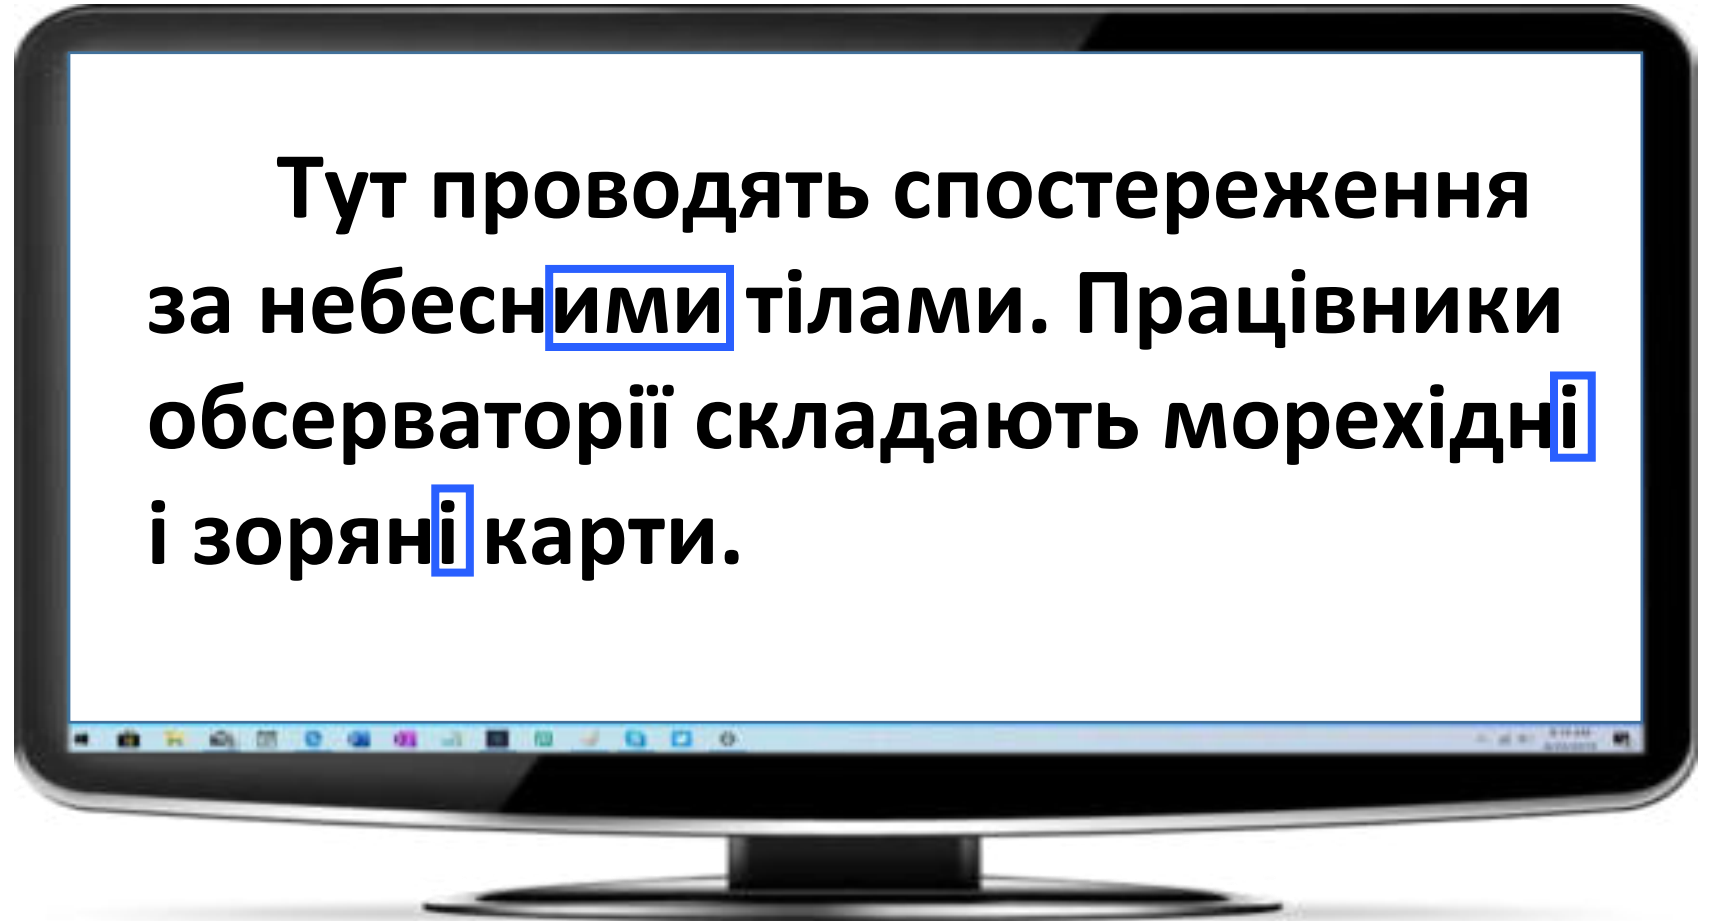 Тут проводять спостереження
за небесними тілами. Працівники
обсерваторії складають морехідні
і зоряні карти.